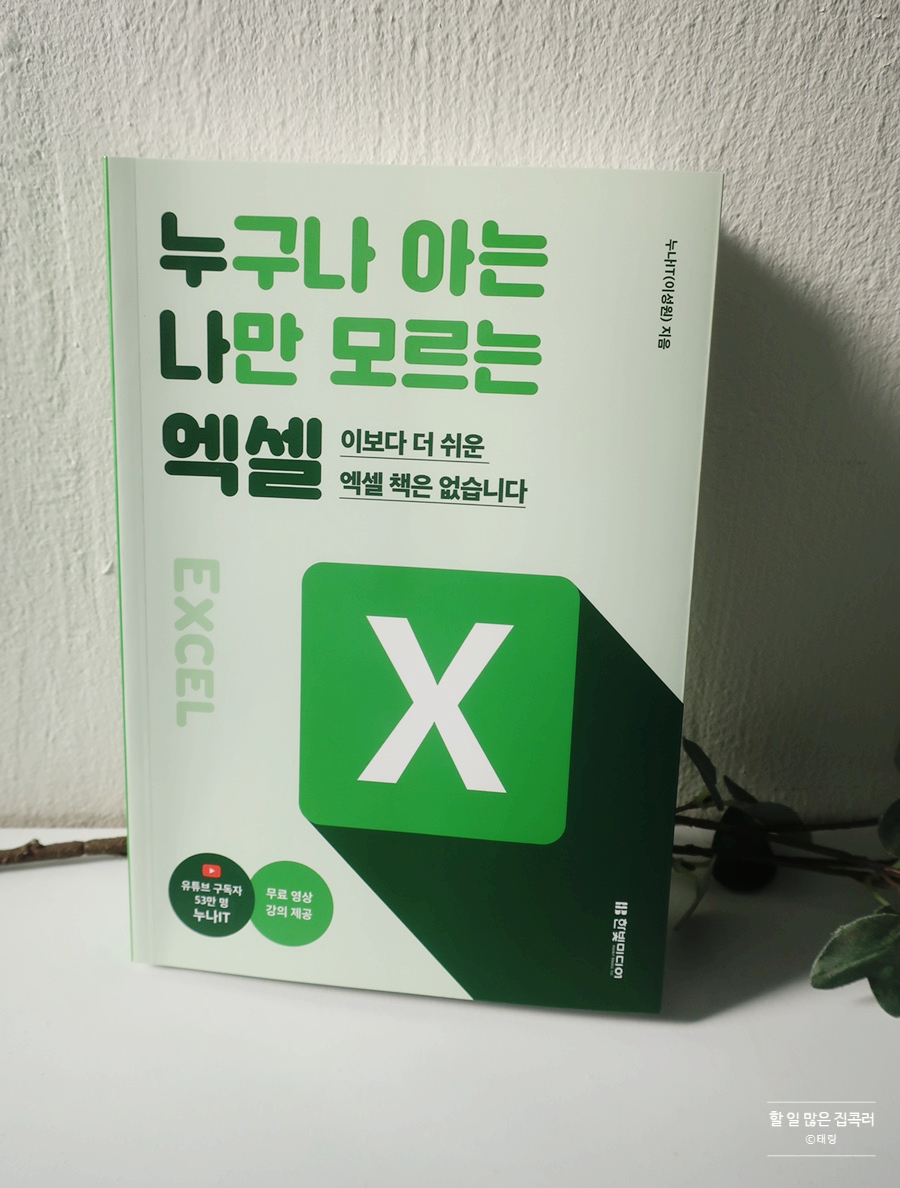 누구나 아는
나만 모르는
엑셀
이보다 더 쉬운
엑셀 책은 없습니다
누나IT(이성원) 지음
EXCEL
X
유튜브 구독자
53만 명
누나IT
무료 영상
강의 제공
한빛미디어
할 일 많은 집콕러
©태링